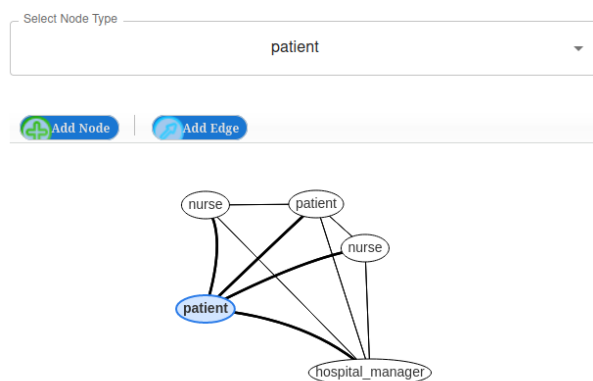 Select Node Type
patient
Add Node
Add Edge
nurse
patient
nurse
patient
hospital_manager